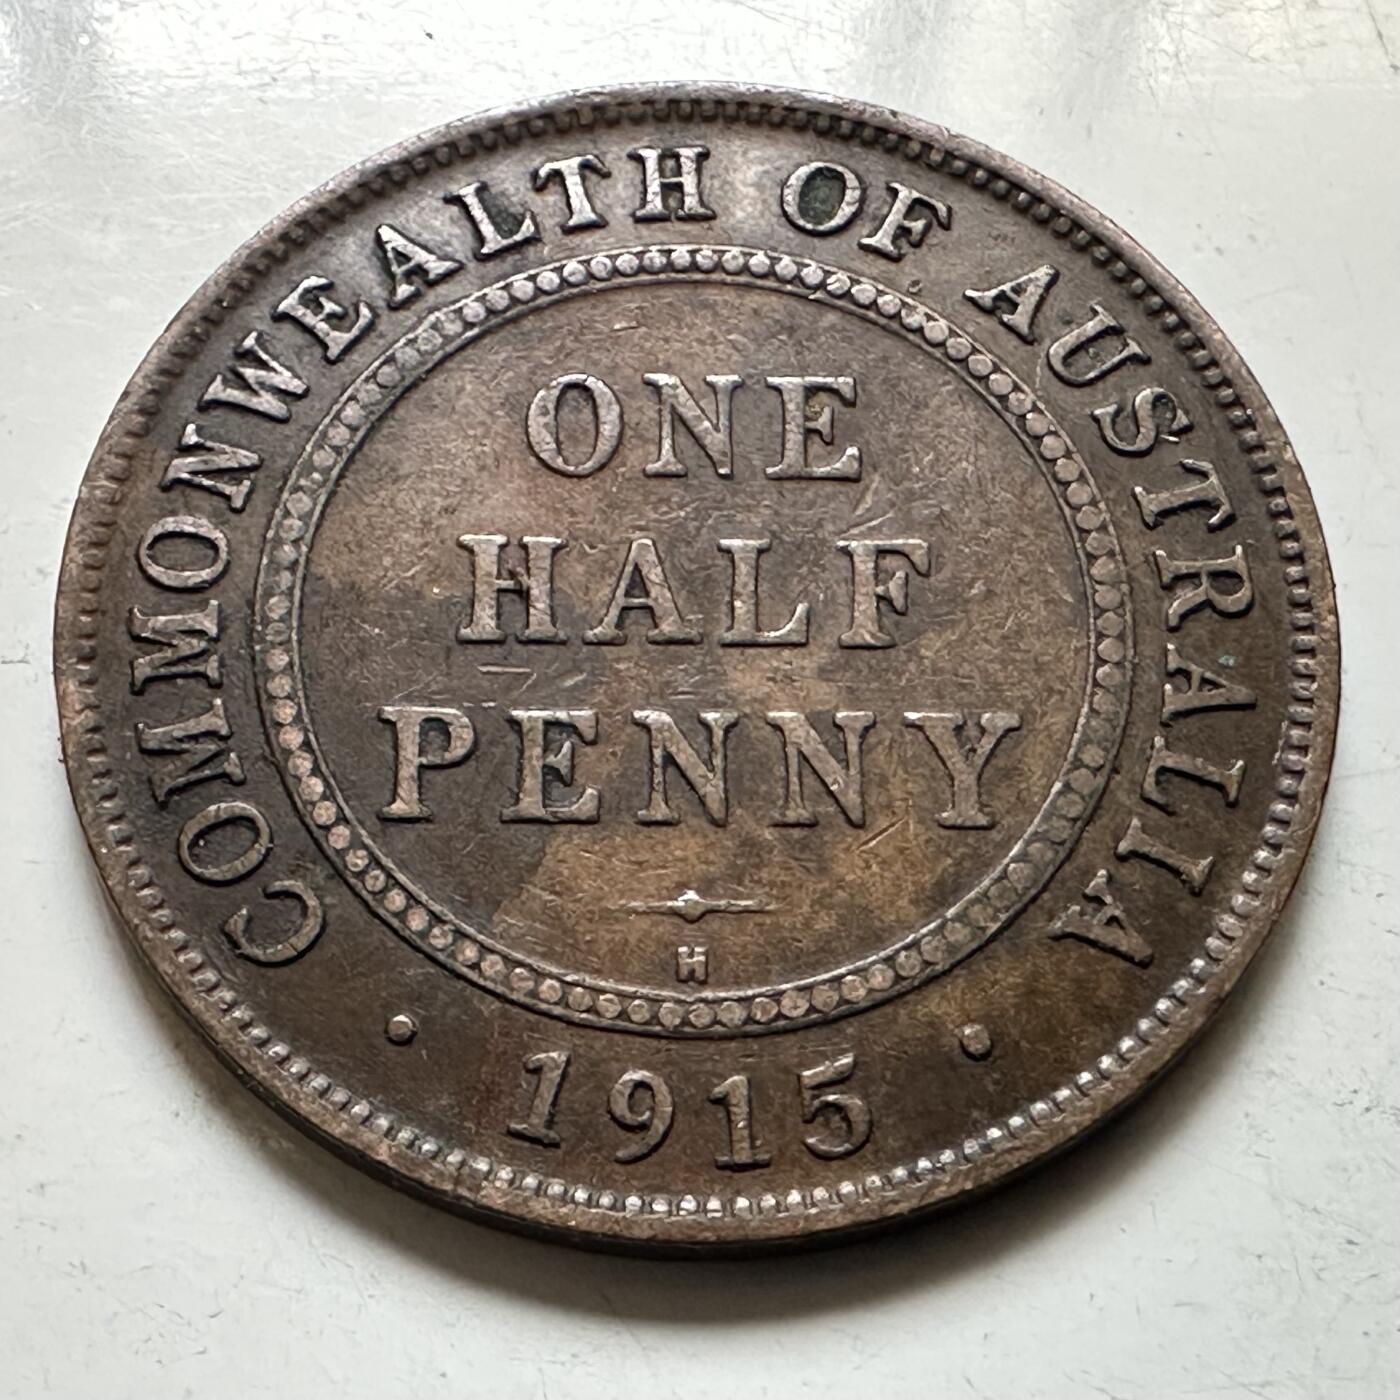 COMMONWEALTH OF AUSTRALIA
ONE
HALF
PENNY
H
· 1915 ·